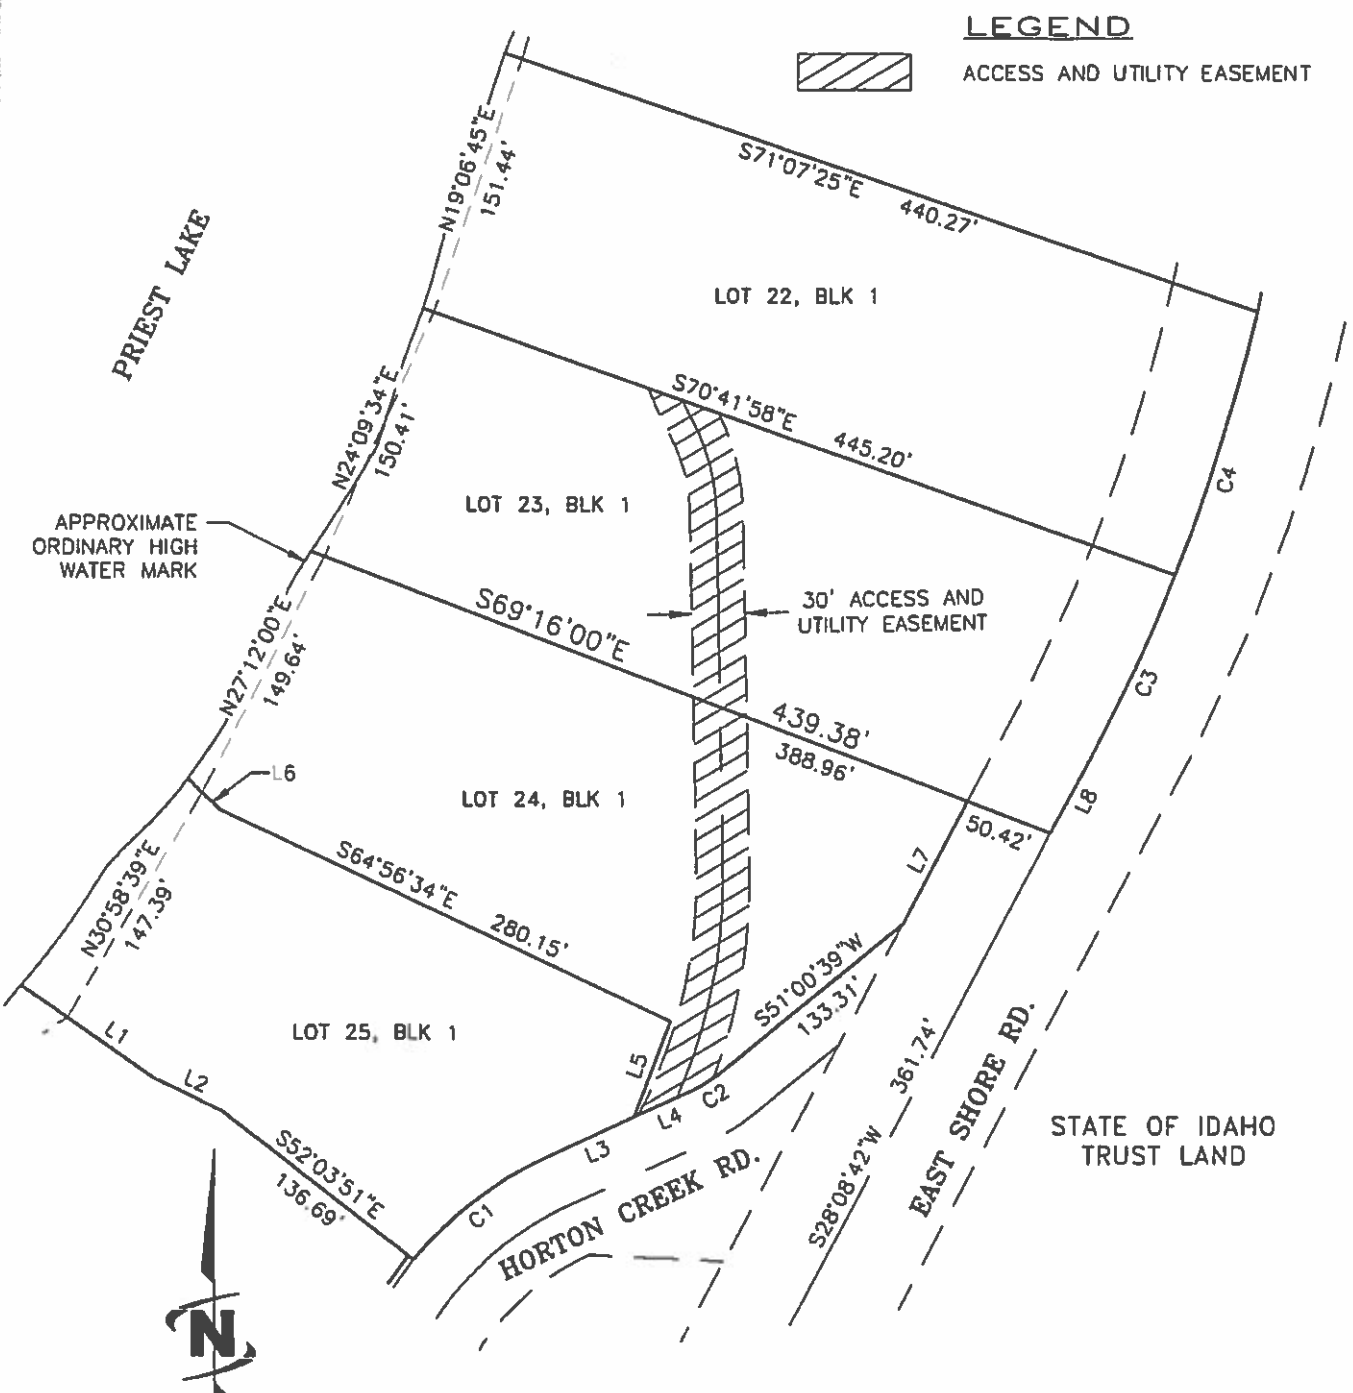 LEGEND
ACCESS AND UTILITY EASEMENT
N19°06'45"E
151.44'
S71°07'25"E
440.27'
PRIEST LAKE
LOT 22, BLK 1
N24°09'34"E
150.41'
S70°41'58"E
445.20'
C4
LOT 23, BLK 1
APPROXIMATE
ORDINARY HIGH
WATER MARK
30' ACCESS AND
UTILITY EASEMENT
S69°16'00"E
439.38'
388.96'
50.42'
C3
N27°12'00"E
149.64'
L6
LOT 24, BLK 1
L8
L7
S64°56'34"E
280.15'
N30°58'39"E
147.39'
S51°00'39"W
133.31'
LOT 25, BLK 1
L1
L2
L5
L4
C2
L3
C1
S52°03'51"E
136.69'
HORTON CREEK RD.
S28°08'42"W
361.74'
EAST SHORE RD.
STATE OF IDAHO
TRUST LAND
N